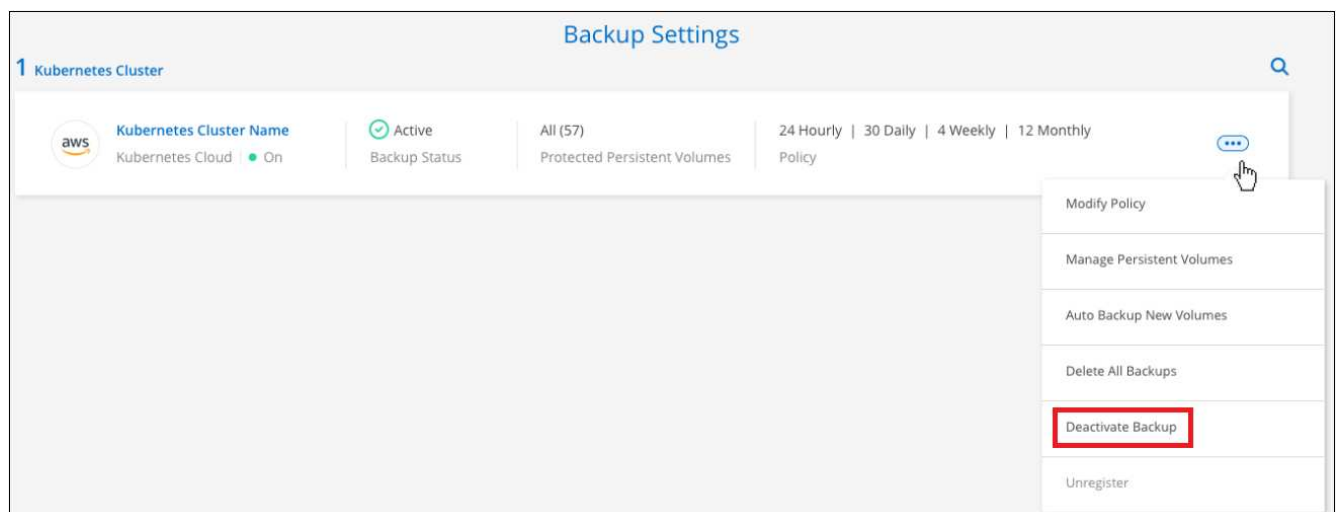 Backup Settings
1 Kubernetes Cluster
aws
Kubernetes Cluster Name
Kubernetes Cloud
On
Active
Backup Status
All (57)
Protected Persistent Volumes
24 Hourly | 30 Daily | 4 Weekly | 12 Monthly
Policy
Modify Policy
Manage Persistent Volumes
Auto Backup New Volumes
Delete All Backups
Deactivate Backup
Unregister